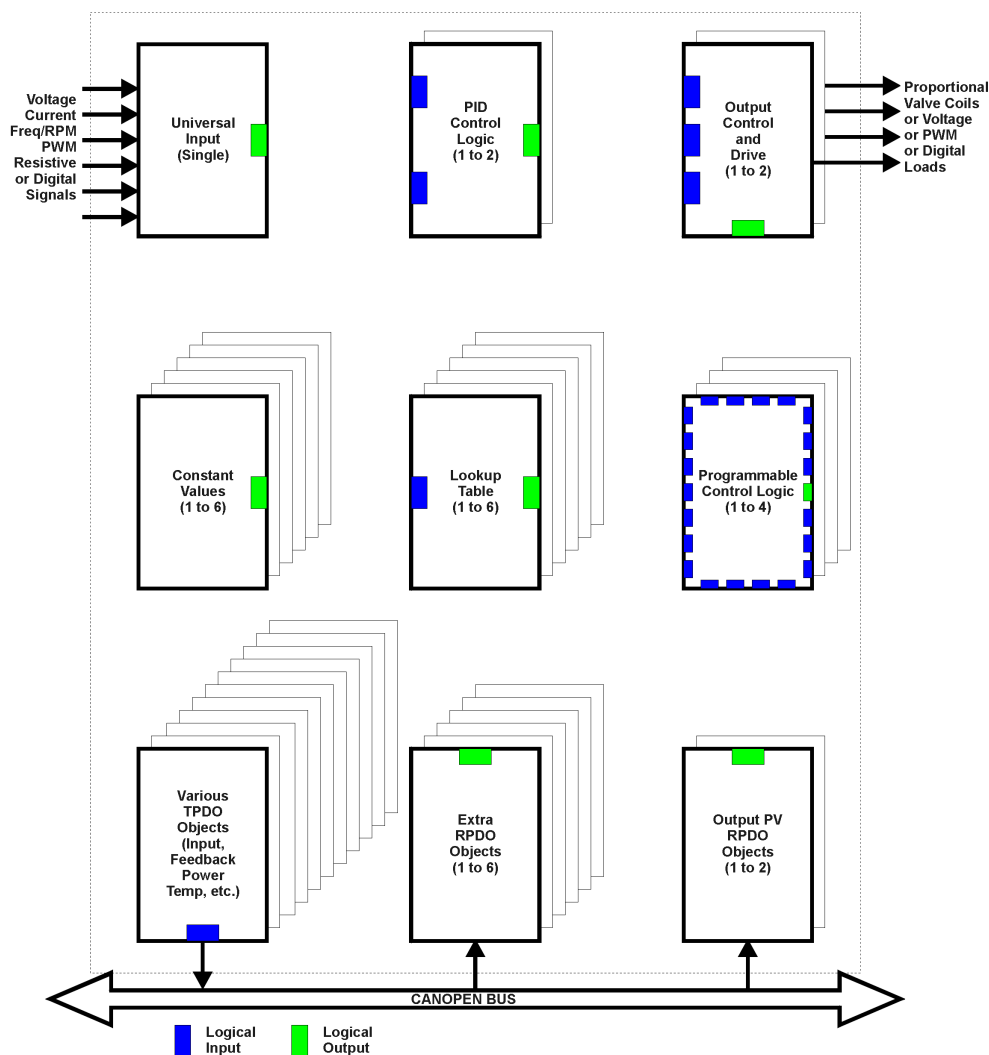 Voltage
Current
Freq/RPM
PWM
Resistive
or Digital
Signals
Universal
Input
(Single)
PID
Control
Logic
(1 to 2)
Output
Control
and
Drive
(1 to 2)
Proportional
Valve Coils
or Voltage
or PWM
or Digital
Loads
Constant
Values
(1 to 6)
Lookup
Table
(1 to 6)
Programmable
Control Logic
(1 to 4)
Various
TPDO
Objects
(Input,
Feedback
Power
Temp, etc.)
Extra
RPDO
Objects
(1 to 6)
Output PV
RPDO
Objects
(1 to 2)
CANOPEN BUS
Logical
Input
Logical
Output